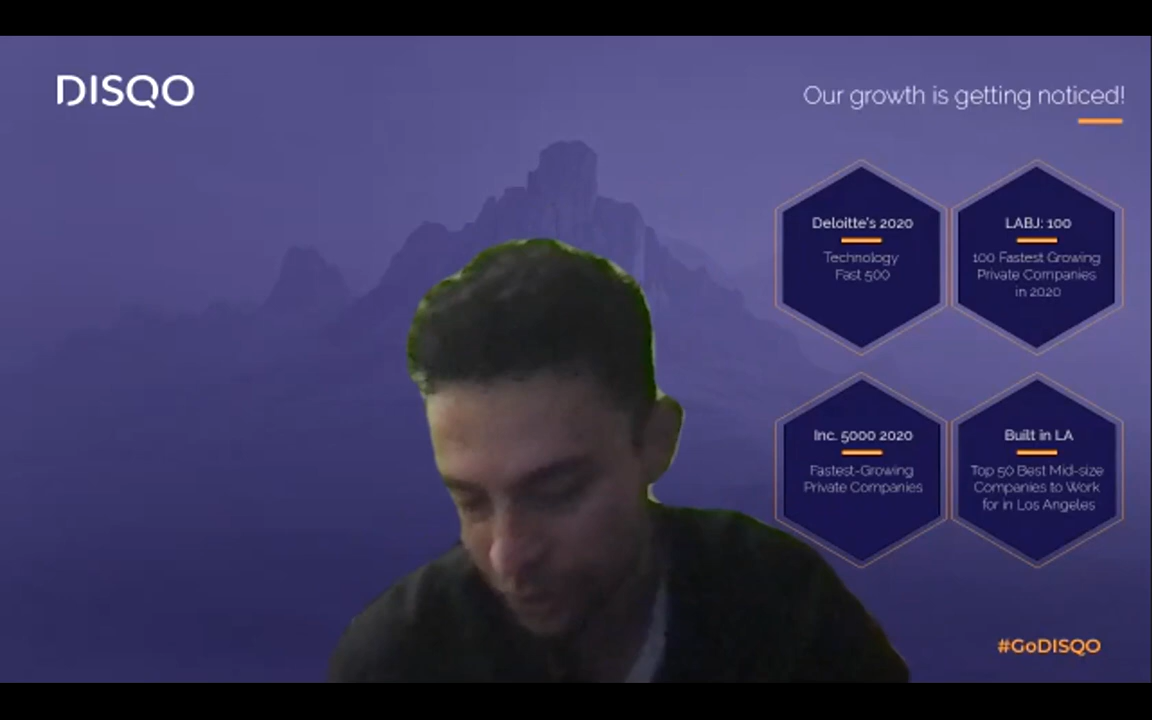 DISQO
Our growth is getting noticed!
Deloitte's 2020
Technology
Fast 500
LABJ: 100
100 Fastest Growing
Private Companies
in 2020
Inc. 5000 2020
Fastest-Growing
Private Companies
Built in LA
Top 50 Best Mid-size
Companies to Work
for in Los Angeles
#GoDISQO